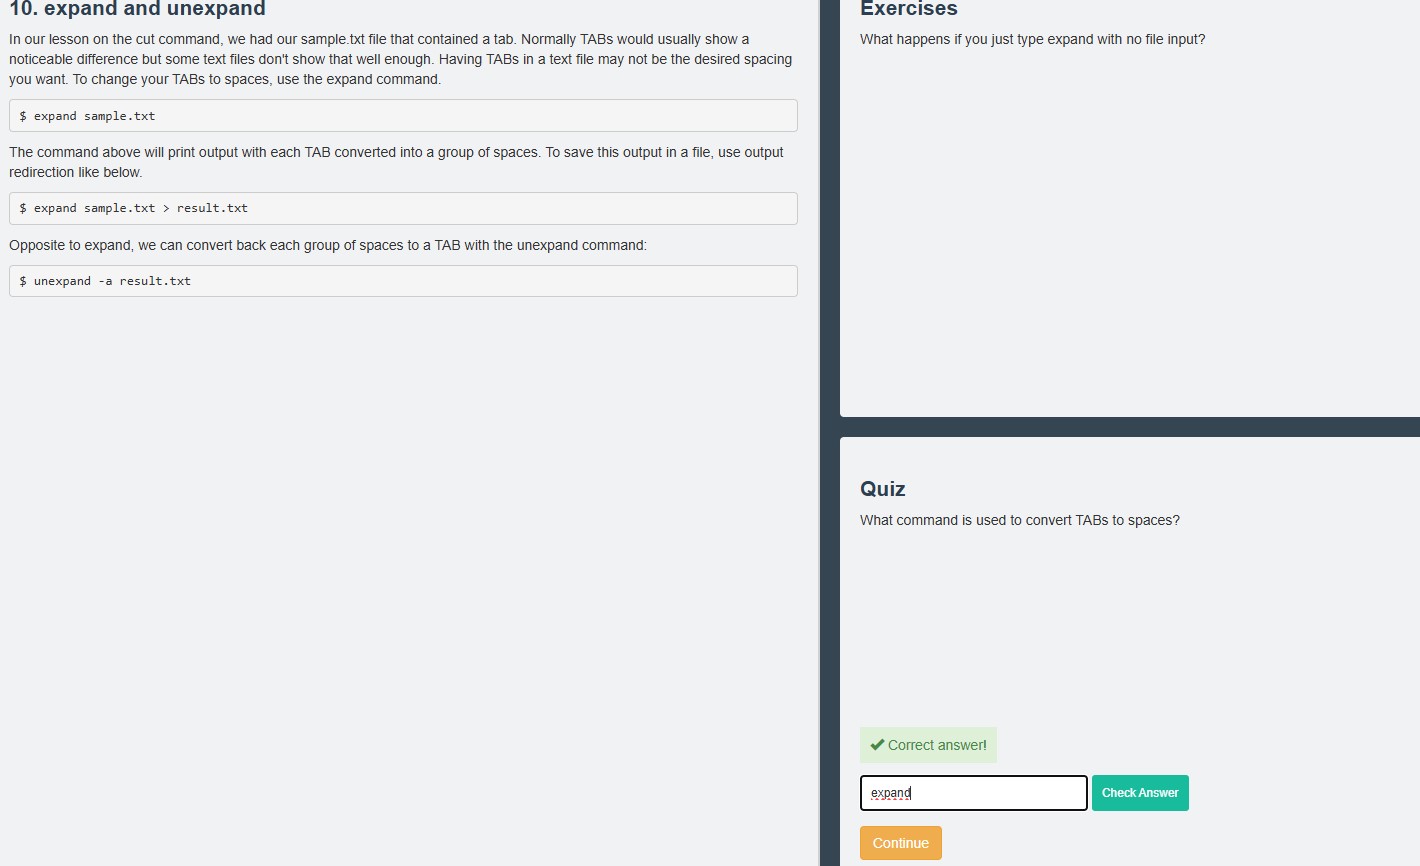 10. expand and unexpand
In our lesson on the cut command, we had our sample.txt file that contained a tab. Normally TABs would usually show a
noticeable difference but some text files don't show that well enough. Having TABs in a text file may not be the desired spacing
you want. To change your TABs to spaces, use the expand command.
$ expand sample.txt
The command above will print output with each TAB converted into a group of spaces. To save this output in a file, use output
redirection like below.
$ expand sample.txt > result.txt
Opposite to expand, we can convert back each group of spaces to a TAB with the unexpand command:
$ unexpand -a result.txt
Exercises
What happens if you just type expand with no file input?
Quiz
What command is used to convert TABs to spaces?
✔ Correct answer!
expand
Check Answer
Continue